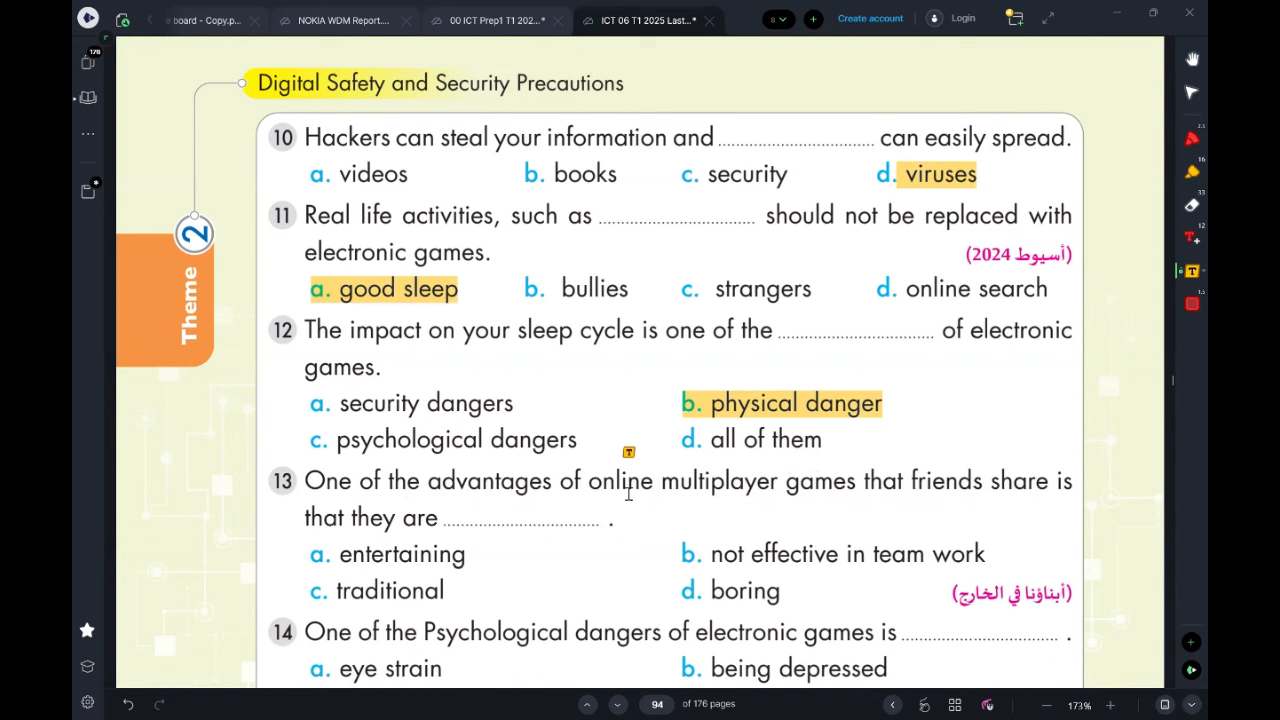 board - Copy.p...
NOKIA WDM Report....
00 ICT Prep1 T1 202...*
ICT 06 T1 2025 Last...*
6
Create account
Login
176
Digital Safety and Security Precautions
Theme 2
10 Hackers can steal your information and .............................. can easily spread.
a. videos b. books c. security d. viruses
11 Real life activities, such as .............................. should not be replaced with
electronic games. (أسيوط 2024)
a. good sleep b. bullies c. strangers d. online search
12 The impact on your sleep cycle is one of the .............................. of electronic
games.
a. security dangers b. physical danger
c. psychological dangers d. all of them
13 One of the advantages of online multiplayer games that friends share is
that they are .............................. .
a. entertaining b. not effective in team work
c. traditional d. boring (أبناؤنا في الخارج)
14 One of the Psychological dangers of electronic games is .............................. .
a. eye strain b. being depressed
94 of 176 pages
173%